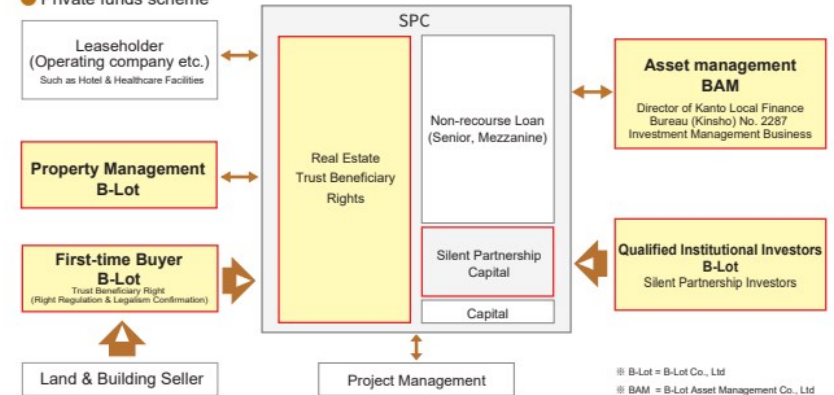 Private funds scheme
SPC
Leaseholder
(Operating company etc.)
Such as Hotel & Healthcare Facilities
Property Management
B-Lot
First-time Buyer
B-Lot
Trust Beneficiary Right
(Right Regulation & Legalism Confirmation)
Land & Building Seller
Real Estate
Trust Beneficiary
Rights
Non-recourse Loan
(Senior, Mezzanine)
Silent Partnership
Capital
Capital
Project Management
Asset management
BAM
Director of Kanto Local Finance
Bureau (Kinsho) No. 2287
Investment Management Business
Qualified Institutional Investors
B-Lot
Silent Partnership Investors
※ B-Lot = B-Lot Co., Ltd
※ BAM = B-Lot Asset Management Co., Ltd